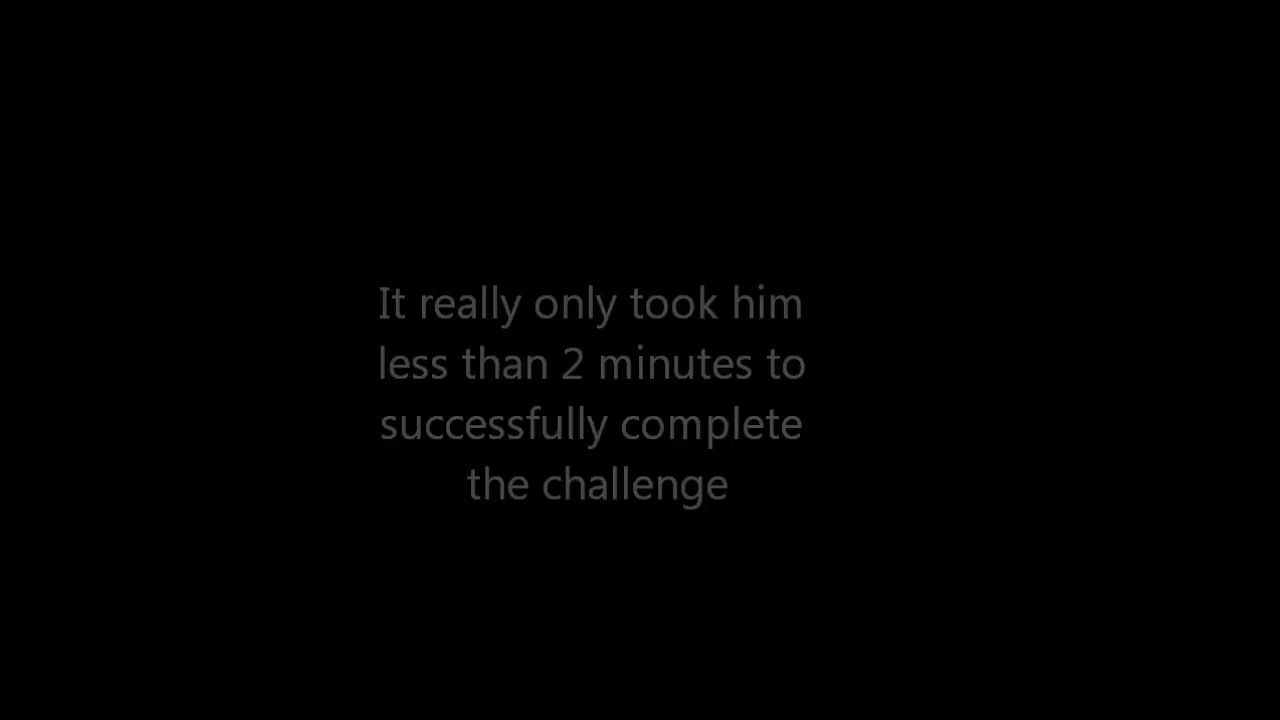 It really only took him
less than 2 minutes to
successfully complete
the challenge